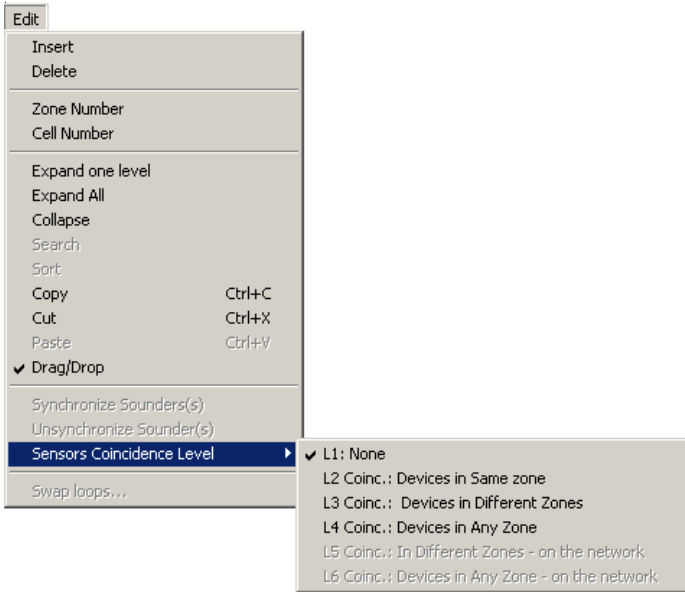 Edit
Insert
Delete
Zone Number
Cell Number
Expand one level
Expand All
Collapse
Search
Sort
Copy Ctrl+C
Cut Ctrl+X
Paste Ctrl+V
Drag/Drop
Synchronize Sounders(s)
Unsynchronize Sounder(s)
Sensors Coincidence Level
Swap loops...
L1: None
L2 Coinc.: Devices in Same zone
L3 Coinc.:  Devices in Different Zones
L4 Coinc.: Devices in Any Zone
L5 Coinc.: In Different Zones - on the network
L6 Coinc.: Devices in Any Zone - on the network